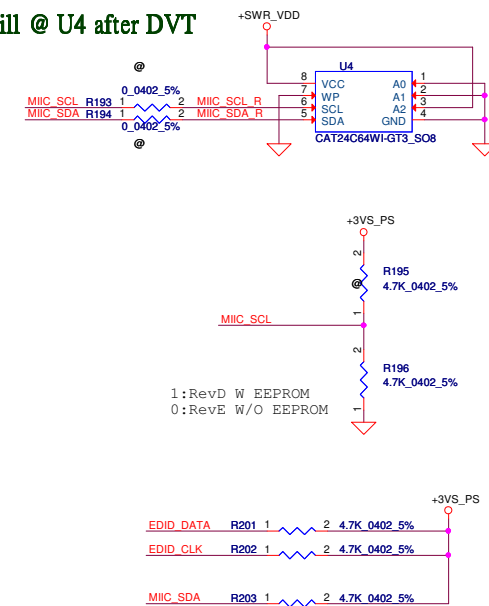 ill @ U4 after DVT
+SWR_VDD
@
U4
0_0402_5%
8 VCC A0 1
7 WP A1 2
MIIC_SCL R193 1 2 MIIC_SCL_R 6 SCL A2 3
MIIC_SDA R194 1 2 MIIC_SDA_R 5 SDA GND 4
0_0402_5%
CAT24C64WI-GT3_SO8
@
+3VS_PS
2
R195
@ 4.7K_0402_5%
1
MIIC_SCL
2
R196
4.7K_0402_5%
1:RevD W EEPROM
0:RevE W/O EEPROM
1
+3VS_PS
EDID_DATA R201 1 2 4.7K_0402_5%
EDID_CLK R202 1 2 4.7K_0402_5%
MIIC_SDA R203 1 2 4.7K_0402_5%